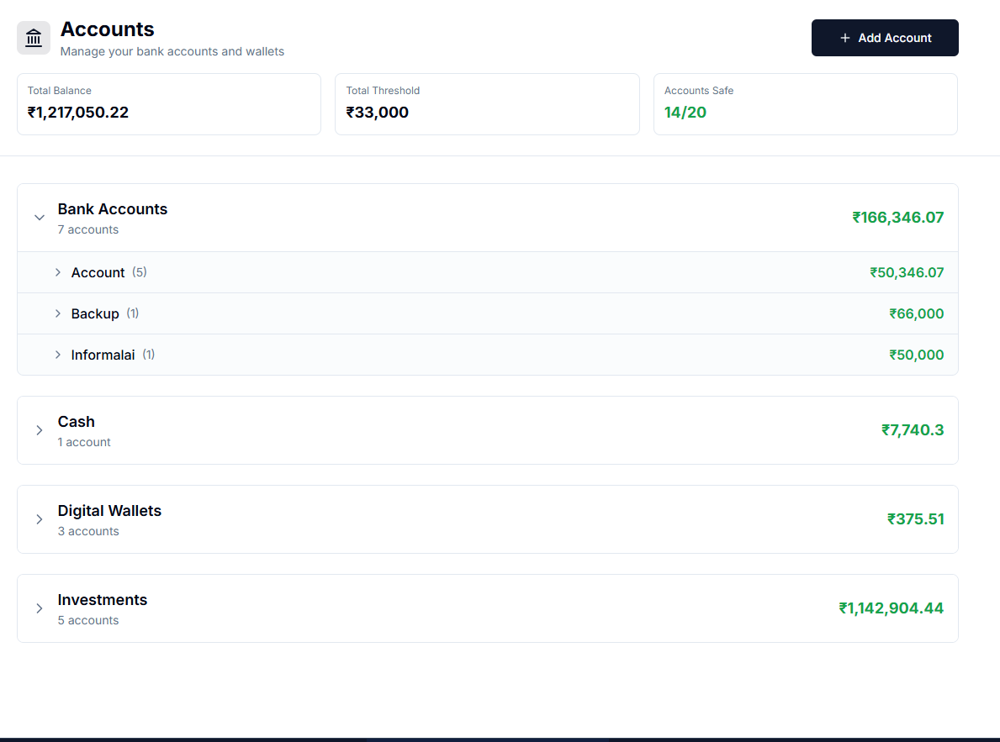 Accounts
Manage your bank accounts and wallets
+ Add Account
Total Balance
₹1,217,050.22
Total Threshold
₹33,000
Accounts Safe
14/20
Bank Accounts
7 accounts
₹166,346.07
Account (5)
₹50,346.07
Backup (1)
₹66,000
Informalai (1)
₹50,000
Cash
1 account
₹7,740.3
Digital Wallets
3 accounts
₹375.51
Investments
5 accounts
₹1,142,904.44